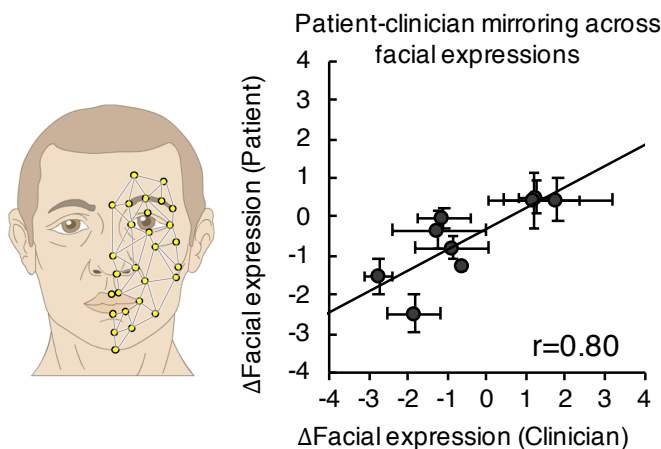 Patient-clinician mirroring across
facial expressions
ΔFacial expression (Patient)
4
3
2
1
0
-1
-2
-3
-4
r=0.80
-4 -3 -2 -1 0 1 2 3 4
ΔFacial expression (Clinician)